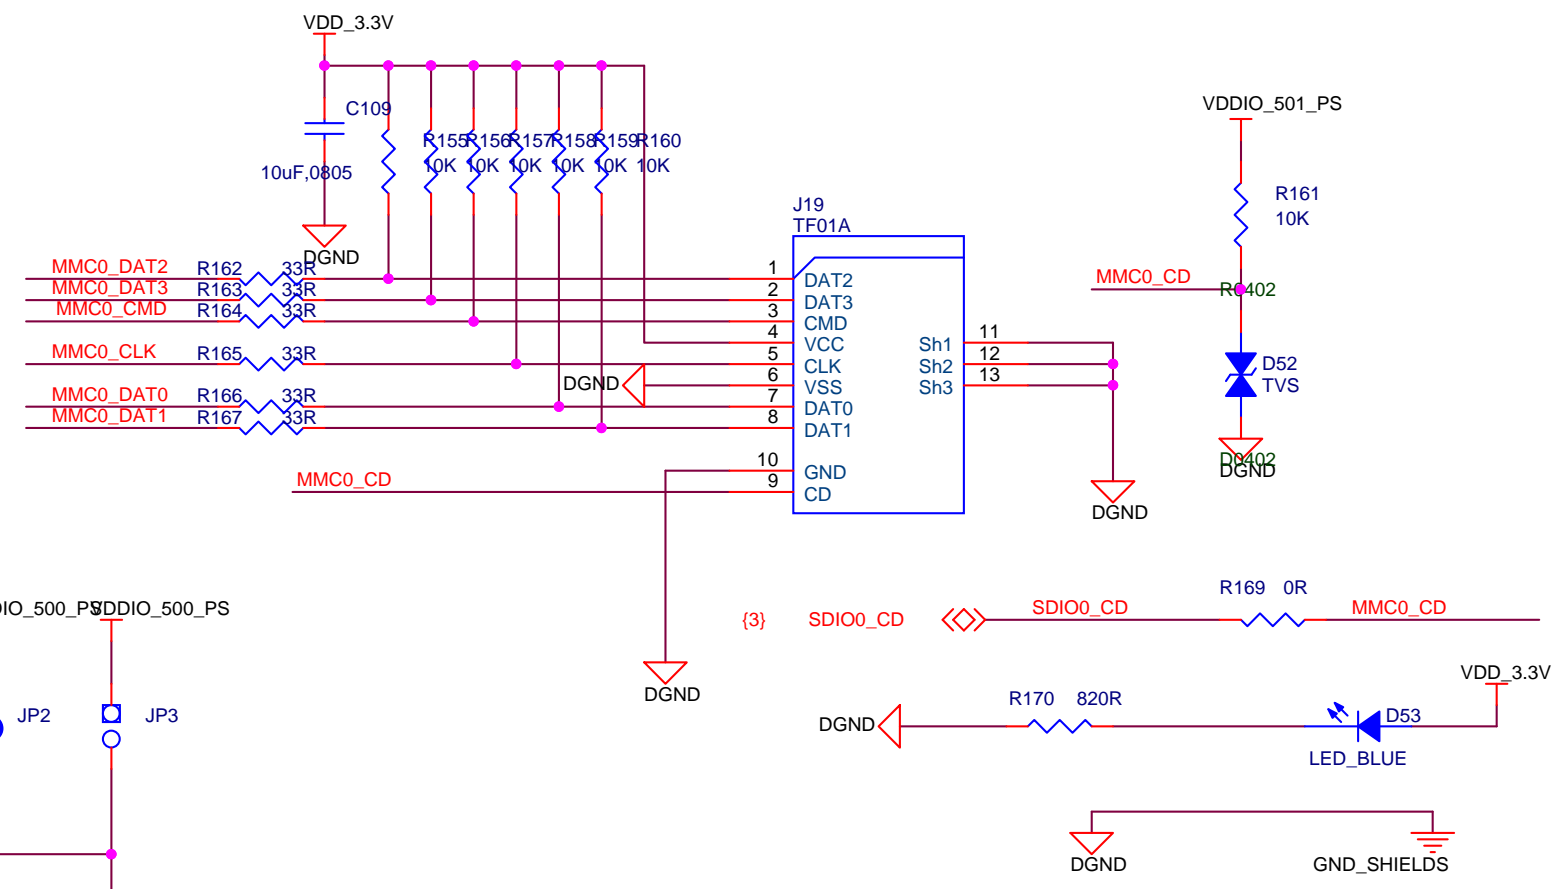 VDD_3.3V
C109
10uF,0805
R155 R156 R157 R158 R159 R160
10K 10K 10K 10K 10K 10K
DGND
VDDIO_501_PS
R161
10K
MMC0_CD
R0402
D52
TVS
D0402
DGND
J19
TF01A
MMC0_DAT2 R162 33R 1 DAT2
MMC0_DAT3 R163 33R 2 DAT3
MMC0_CMD R164 33R 3 CMD
4 VCC Sh1 11
MMC0_CLK R165 33R 5 CLK Sh2 12
DGND 6 VSS Sh3 13
MMC0_DAT0 R166 33R 7 DAT0
MMC0_DAT1 R167 33R 8 DAT1
10 GND
MMC0_CD 9 CD
DGND
DGND
{3} SDIO0_CD SDIO0_CD R169 0R MMC0_CD
DIO_500_PS VDDIO_500_PS
JP2 JP3
VDD_3.3V
DGND R170 820R D53
LED_BLUE
DGND GND_SHIELDS